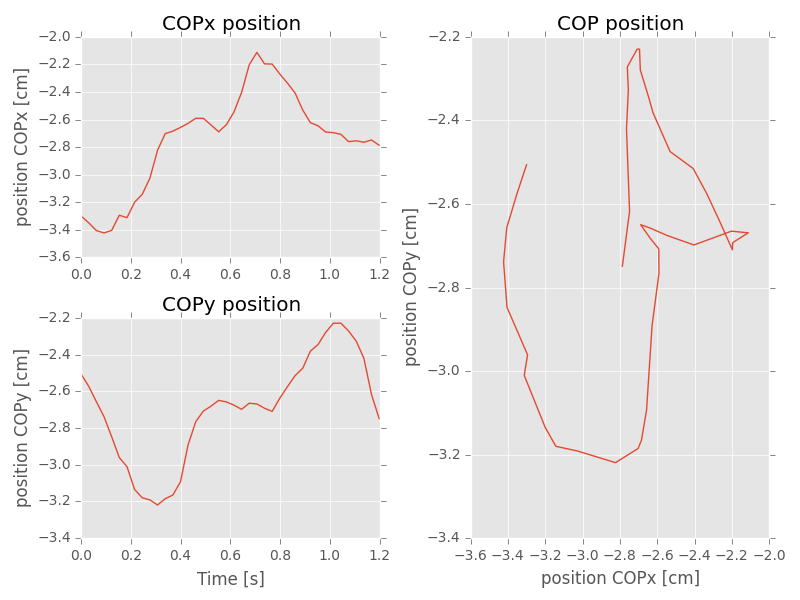 COPx position
−2.0
−2.2
−2.4
−2.6
−2.8
−3.0
−3.2
−3.4
−3.6
position COPx [cm]
0.0 0.2 0.4 0.6 0.8 1.0 1.2
COPy position
−2.2
−2.4
−2.6
−2.8
−3.0
−3.2
−3.4
position COPy [cm]
0.0 0.2 0.4 0.6 0.8 1.0 1.2
Time [s]
COP position
−2.2
−2.4
−2.6
−2.8
−3.0
−3.2
−3.4
position COPy [cm]
−3.6 −3.4 −3.2 −3.0 −2.8 −2.6 −2.4 −2.2 −2.0
position COPx [cm]